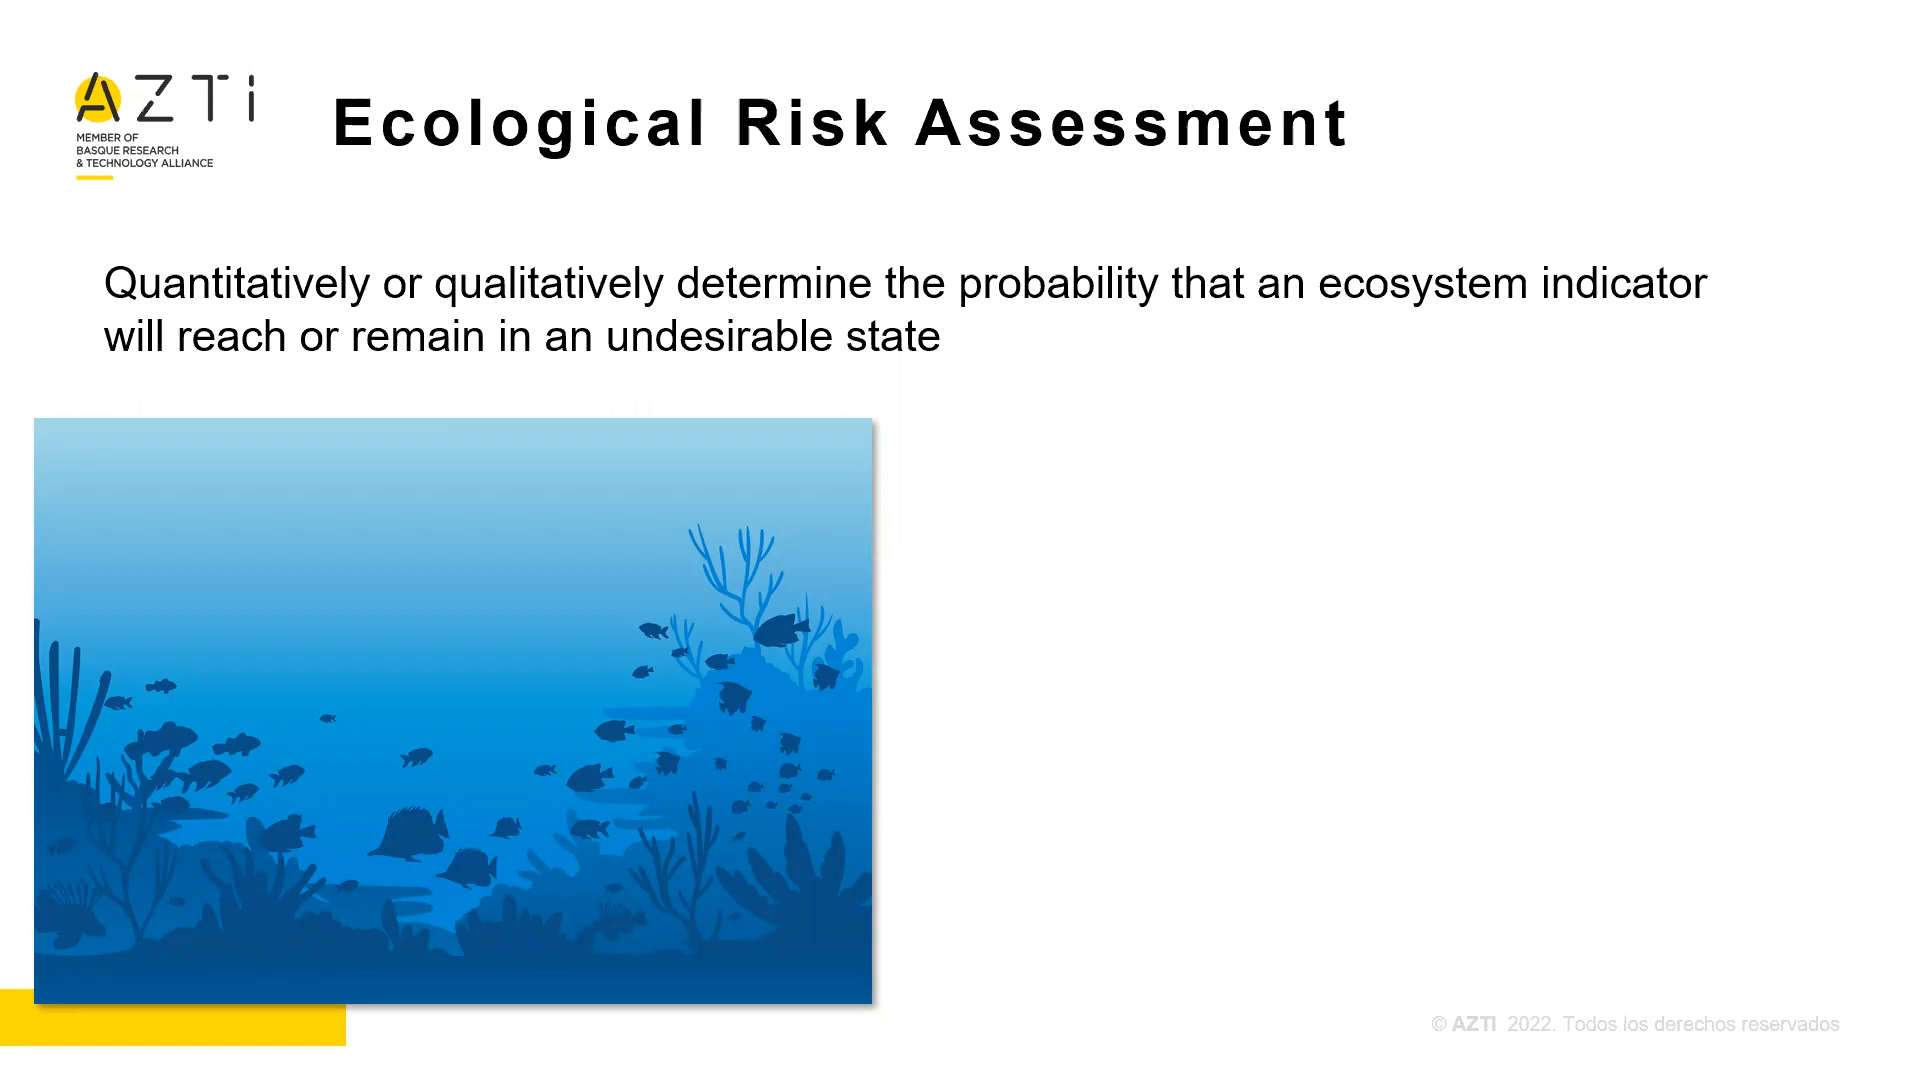 AZTi
MEMBER OF
BASQUE RESEARCH
& TECHNOLOGY ALLIANCE
Ecological Risk Assessment
Quantitatively or qualitatively determine the probability that an ecosystem indicator
will reach or remain in an undesirable state
© AZTI 2022. Todos los derechos reservados